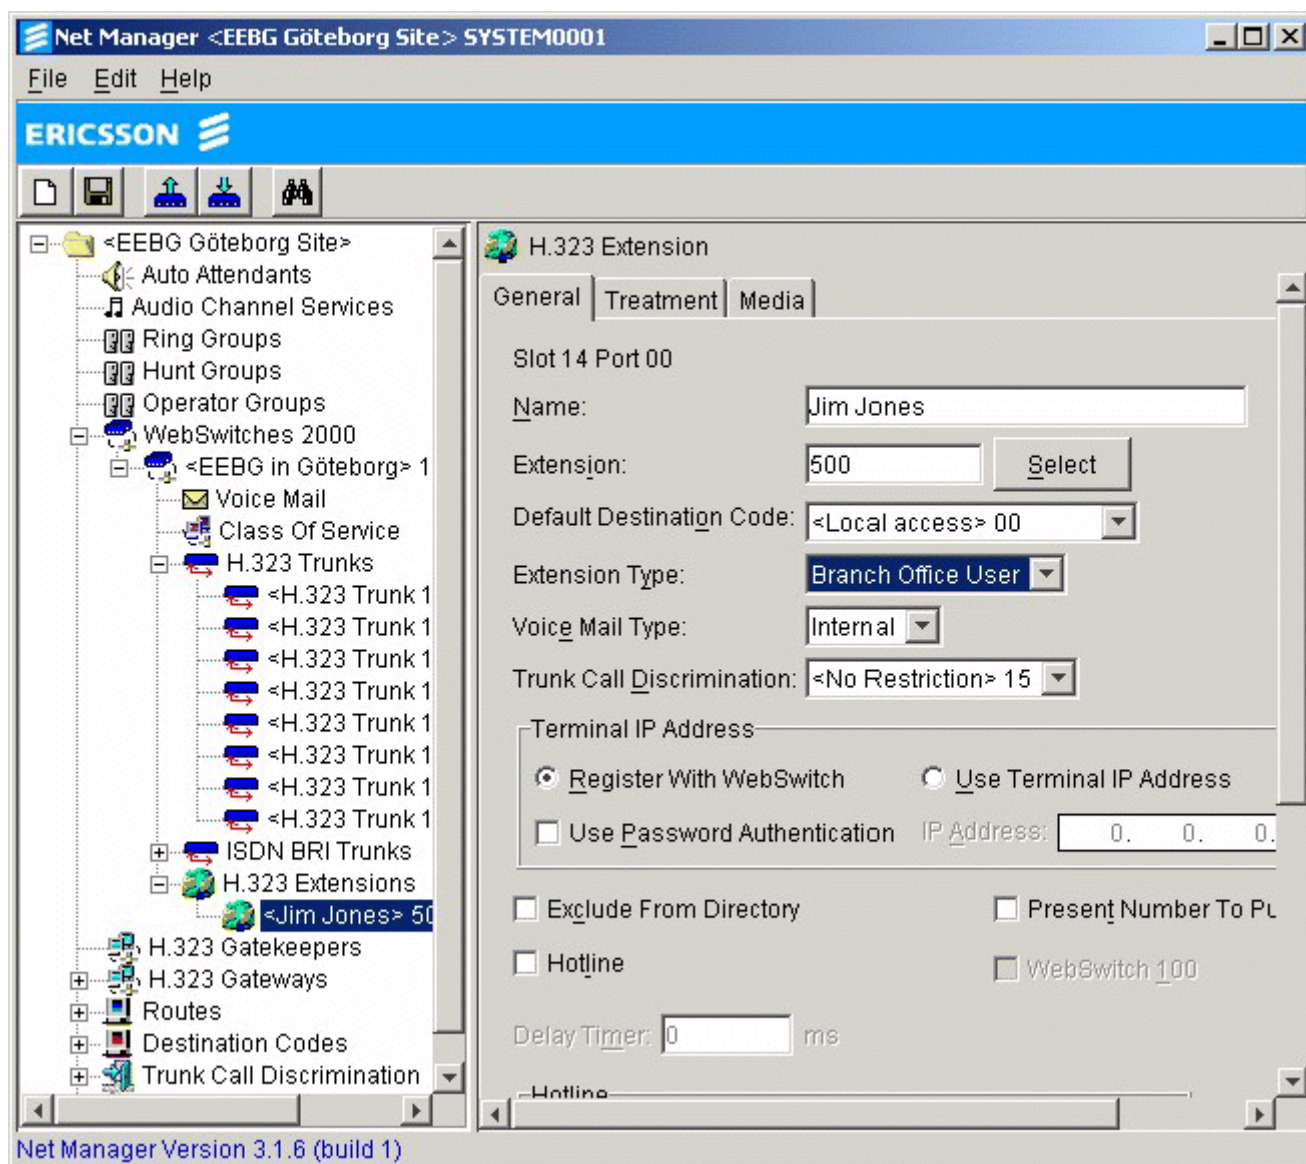 Net Manager <EEBG Göteborg Site> SYSTEM0001
File Edit Help
ERICSSON
<EEBG Göteborg Site>
Auto Attendants
Audio Channel Services
Ring Groups
Hunt Groups
Operator Groups
WebSwitches 2000
<EEBG in Göteborg> 1
Voice Mail
Class Of Service
H.323 Trunks
<H.323 Trunk 1
<H.323 Trunk 1
<H.323 Trunk 1
<H.323 Trunk 1
<H.323 Trunk 1
<H.323 Trunk 1
<H.323 Trunk 1
<H.323 Trunk 1
ISDN BRI Trunks
H.323 Extensions
<Jim Jones> 50
H.323 Gatekeepers
H.323 Gateways
Routes
Destination Codes
Trunk Call Discrimination
H.323 Extension
General Treatment Media
Slot 14 Port 00
Name: Jim Jones
Extension: 500 Select
Default Destination Code: <Local access> 00
Extension Type: Branch Office User
Voice Mail Type: Internal
Trunk Call Discrimination: <No Restriction> 15
Terminal IP Address
Register With WebSwitch Use Terminal IP Address
Use Password Authentication IP Address: 0. 0. 0.
Exclude From Directory Present Number To Pu
Hotline WebSwitch 100
Delay Timer: 0 ms
Hotline
Net Manager Version 3.1.6 (build 1)